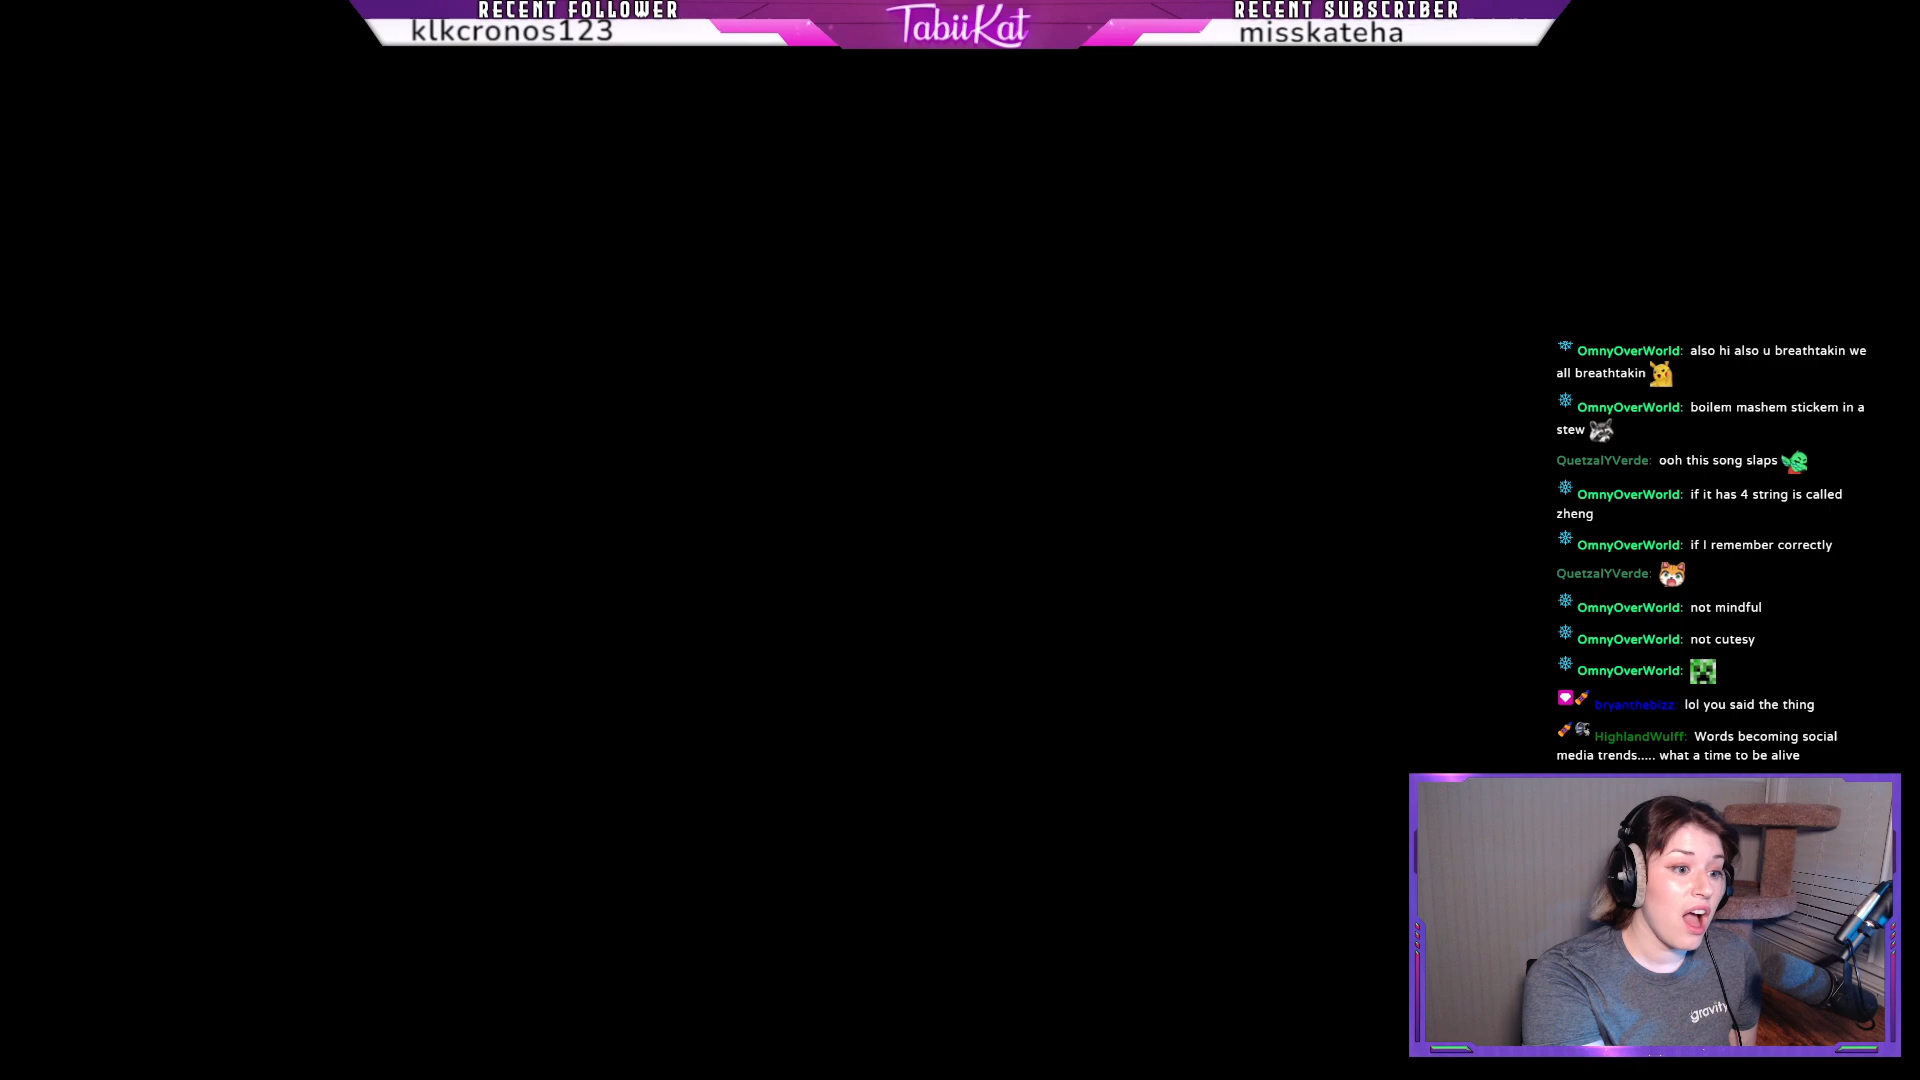 RECENT FOLLOWER
klkcronos123
TabiiKat
RECENT SUBSCRIBER
misskateha
OmnyOverWorld: also hi also u breathtakin we
all breathtakin
OmnyOverWorld: boilem mashem stickem in a
stew
QuetzalYVerde: ooh this song slaps
OmnyOverWorld: if it has 4 string is called
zheng
OmnyOverWorld: if I remember correctly
QuetzalYVerde:
OmnyOverWorld: not mindful
OmnyOverWorld: not cutesy
OmnyOverWorld:
bryanthebizz: lol you said the thing
HighlandWulff: Words becoming social
media trends..... what a time to be alive
gravity